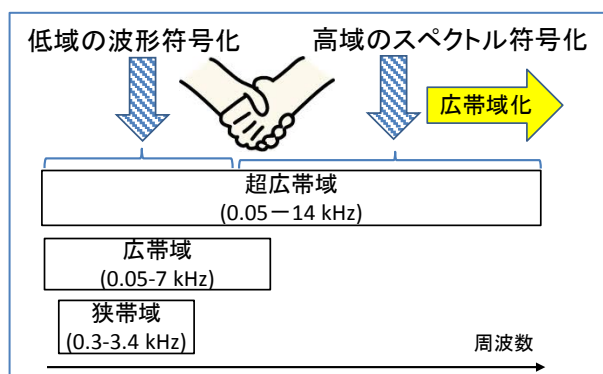 低域の波形符号化
高域のスペクトル符号化
広帯域化
超広帯域
(0.05－14 kHz)
広帯域
(0.05-7 kHz)
狭帯域
(0.3-3.4 kHz)
周波数